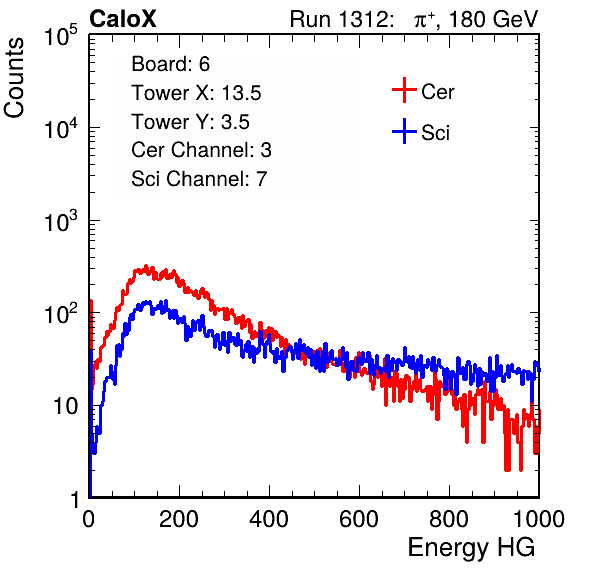 CaloX Run 1312: π⁺, 180 GeV
Counts
10⁵
10⁴
10³
10²
10
1
Board: 6
Tower X: 13.5
Tower Y: 3.5
Cer Channel: 3
Sci Channel: 7
Cer
Sci
0 200 400 600 800 1000
Energy HG